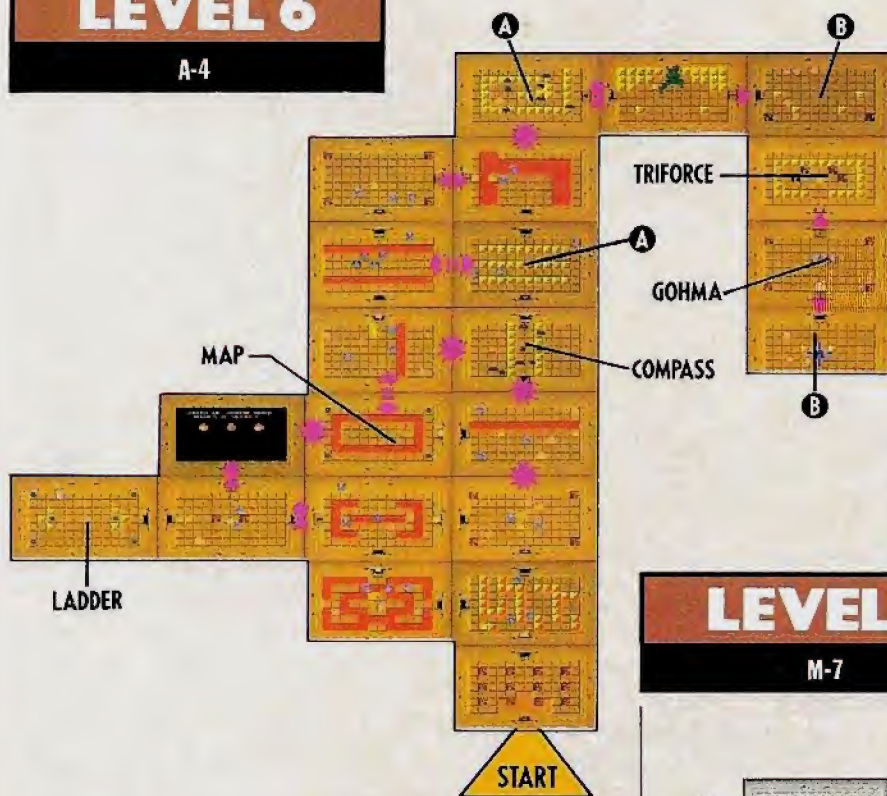 LEVEL 6
A-4
A
B
TRIFORCE
A
GOHMA
MAP
COMPASS
B
LADDER
LEVEL
M-7
START